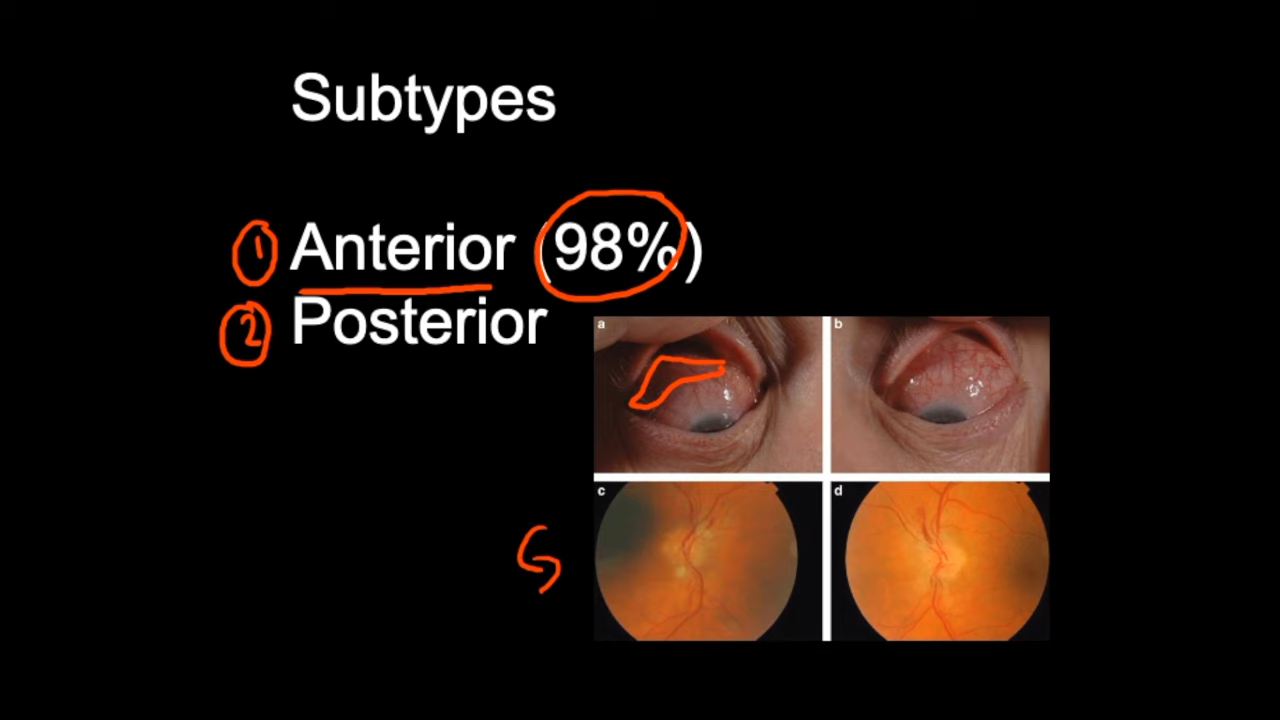 Subtypes
1 Anterior (98%)
2 Posterior
a b
c d
S